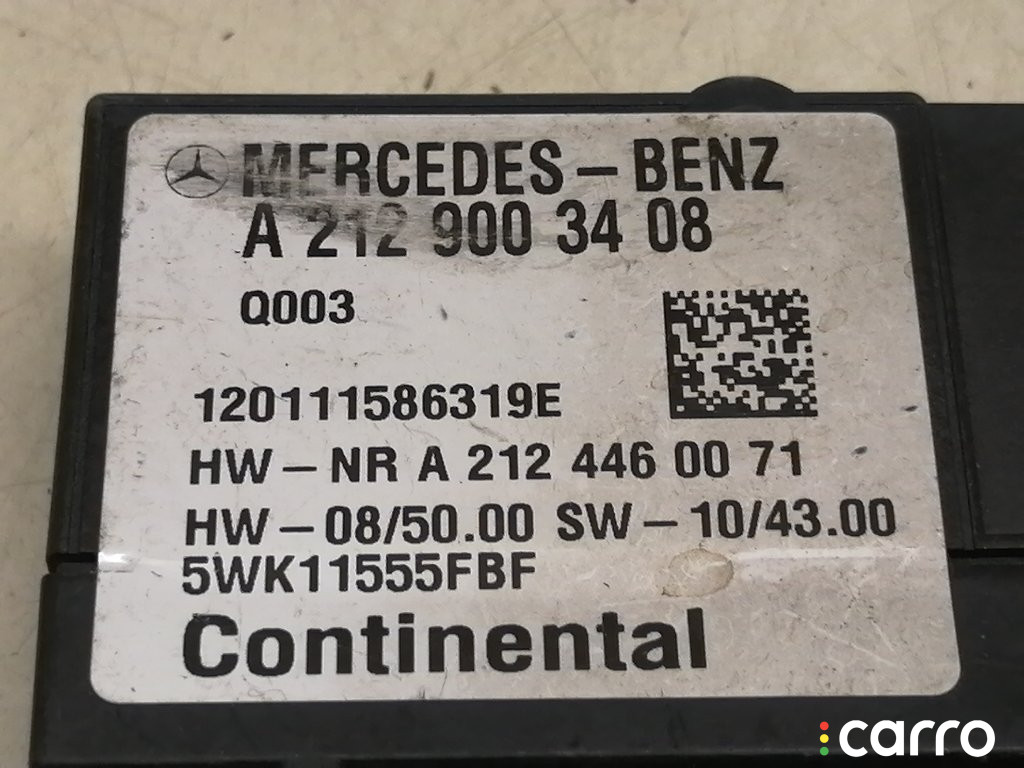 MERCEDES-BENZ
A 212 900 34 08
Q003
120111586319E
HW-NR A 212 446 00 71
HW-08/50.00 SW-10/43.00
5WK11555FBF
Continental
carro